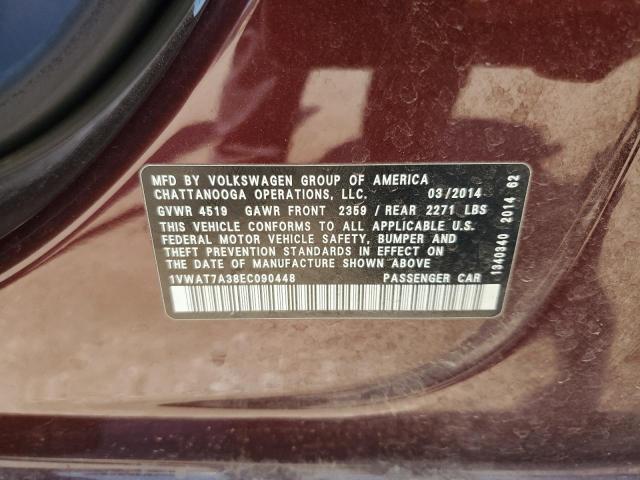 MFD BY VOLKSWAGEN GROUP OF AMERICA
CHATTANOOGA OPERATIONS, LLC. 03/2014
GVWR 4519 GAWR FRONT 2359 / REAR 2271 LBS
THIS VEHICLE CONFORMS TO ALL APPLICABLE U.S.
FEDERAL MOTOR VEHICLE SAFETY, BUMPER AND
THEFT PREVENTION STANDARDS IN EFFECT ON
THE DATE OF MANUFACTURE SHOWN ABOVE.
1VWAT7A38EC090448 PASSENGER CAR
1340340 2014 62